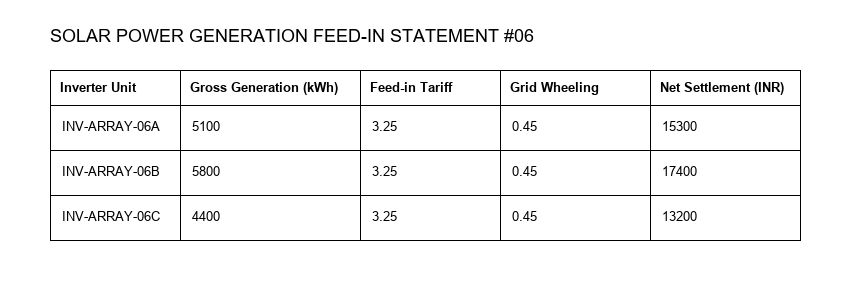 SOLAR POWER GENERATION FEED-IN STATEMENT #06
Inverter Unit Gross Generation (kWh) Feed-in Tariff Grid Wheeling Net Settlement (INR)
INV-ARRAY-06A 5100 3.25 0.45 15300
INV-ARRAY-06B 5800 3.25 0.45 17400
INV-ARRAY-06C 4400 3.25 0.45 13200